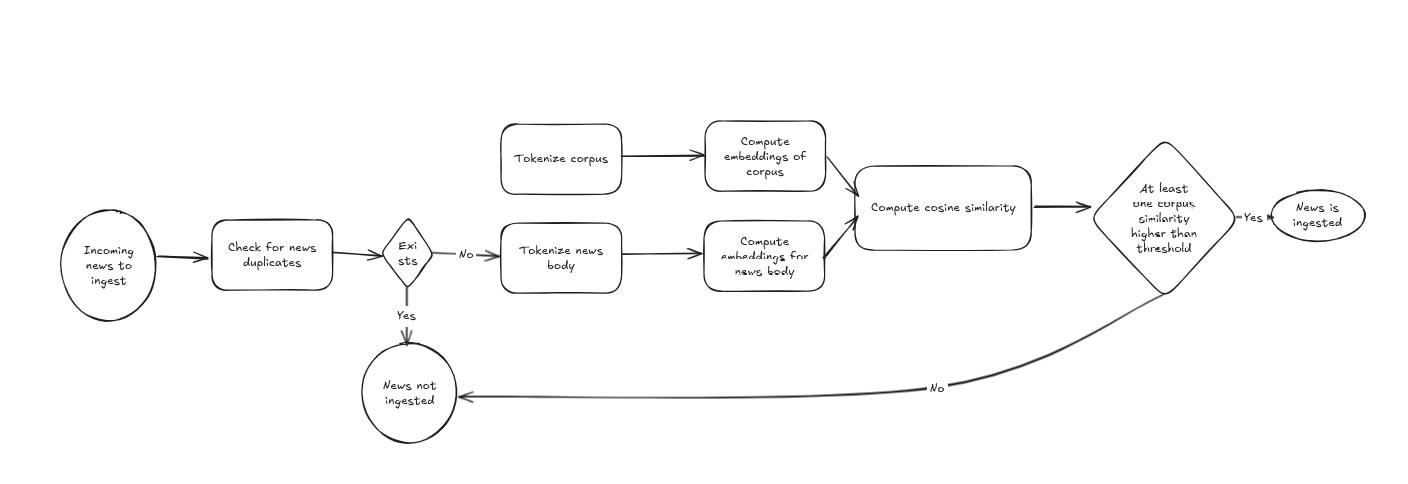 Incoming
news to
ingest
Check for news
duplicates
Exi
sts
No
Yes
News not
ingested
Tokenize corpus
Compute
embeddings of
corpus
Tokenize news
body
Compute
embeddings for
news body
Compute cosine similarity
At least
one corpus
similarity
higher than
threshold
Yes
News is
ingested
No